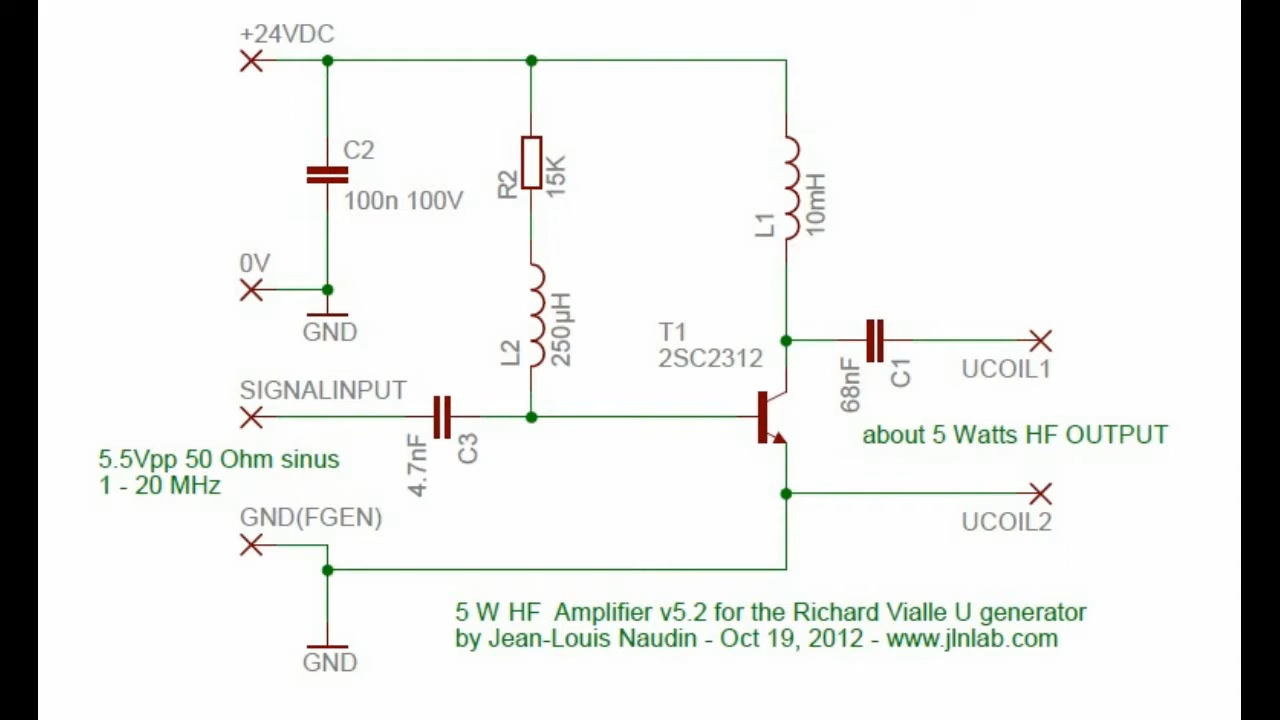 +24VDC
C2
100n 100V
R2
15K
L1
10mH
0V
GND
L2
250µH
T1
2SC2312
68nF
C1
UCOIL1
SIGNALINPUT
4.7nF
C3
about 5 Watts HF OUTPUT
5.5Vpp 50 Ohm sinus
1 - 20 MHz
GND(FGEN)
UCOIL2
5 W HF Amplifier v5.2 for the Richard Vialle U generator
by Jean-Louis Naudin - Oct 19, 2012 - www.jlnlab.com
GND